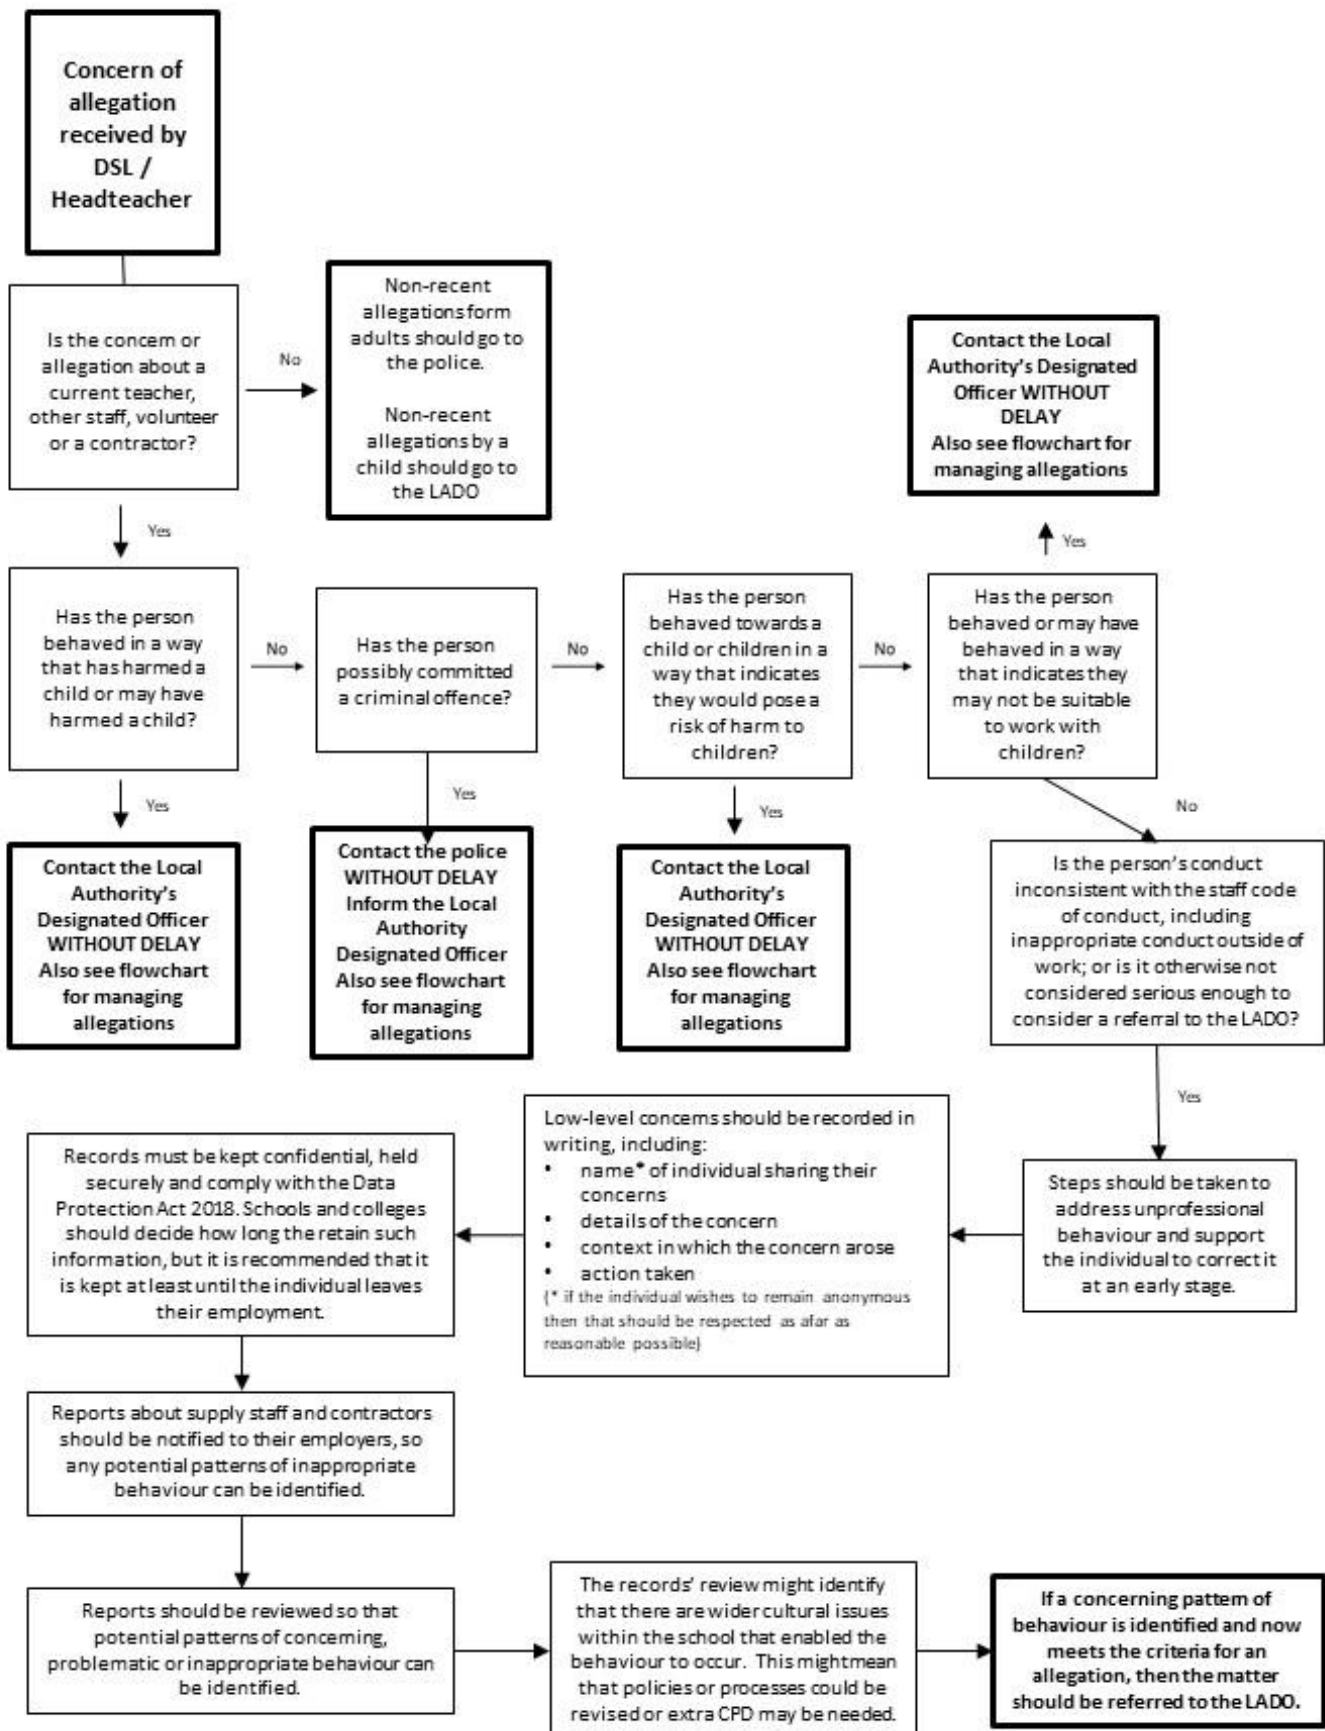 Concern of
allegation
received by
DSL /
Headteacher
Is the concern or
allegation about a
current teacher,
other staff, volunteer
or a contractor?
No
Non-recent
allegations form
adults should go to
the police.
Non-recent
allegations by a
child should go to
the LADO
Contact the Local
Authority's Designated
Officer WITHOUT
DELAY
Also see flowchart for
managing allegations
Yes
Yes
Has the person
behaved in a way
that has harmed a
child or may have
harmed a child?
No
Has the person
possibly committed
a criminal offence?
No
Has the person
behaved towards a
child or children in a
way that indicates
they would pose a
risk of harm to
children?
No
Has the person
behaved or may have
behaved in a way
that indicates they
may not be suitable
to work with
children?
Yes
Yes
Yes
No
Contact the Local
Authority's
Designated Officer
WITHOUT DELAY
Also see flowchart
for managing
allegations
Contact the police
WITHOUT DELAY
Inform the Local
Authority
Designated Officer
Also see flowchart
for managing
allegations
Contact the Local
Authority's
Designated Officer
WITHOUT DELAY
Also see flowchart
for managing
allegations
Is the person's conduct
inconsistent with the staff code
of conduct, including
inappropriate conduct outside of
work; or is it otherwise not
considered serious enough to
consider a referral to the LADO?
Yes
Steps should be taken to
address unprofessional
behaviour and support
the individual to correct it
at an early stage.
Low-level concerns should be recorded in
writing, including:
• name* of individual sharing their
concerns
• details of the concern
• context in which the concern arose
• action taken
(* if the individual wishes to remain anonymous
then that should be respected as afar as
reasonable possible)
Records must be kept confidential, held
securely and comply with the Data
Protection Act 2018. Schools and colleges
should decide how long the retain such
information, but it is recommended that it
is kept at least until the individual leaves
their employment.
Reports about supply staff and contractors
should be notified to their employers, so
any potential patterns of inappropriate
behaviour can be identified.
Reports should be reviewed so that
potential patterns of concerning,
problematic or inappropriate behaviour can
be identified.
The records' review might identify
that there are wider cultural issues
within the school that enabled the
behaviour to occur. This might mean
that policies or processes could be
revised or extra CPD may be needed.
If a concerning pattern of
behaviour is identified and now
meets the criteria for an
allegation, then the matter
should be referred to the LADO.